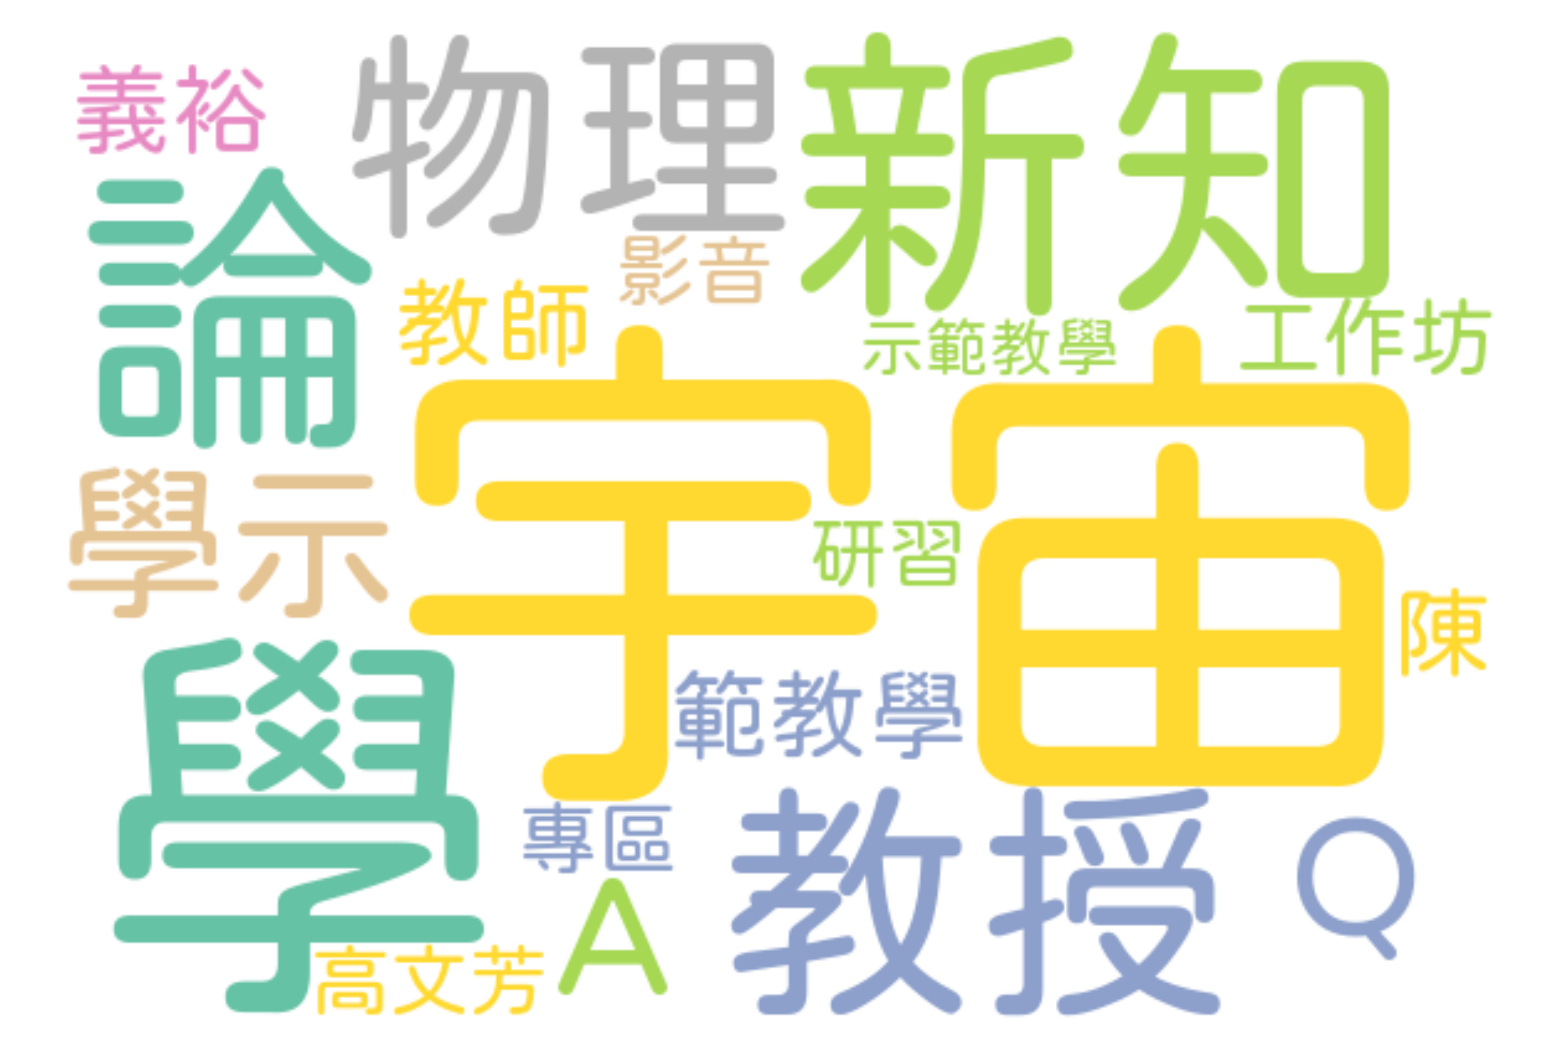 義裕
物理
新知
論
影音
教師
示範教學
工作坊
宇宙
學示
研習
陳
學
範教學
專區
教授
Q
A
高文芳